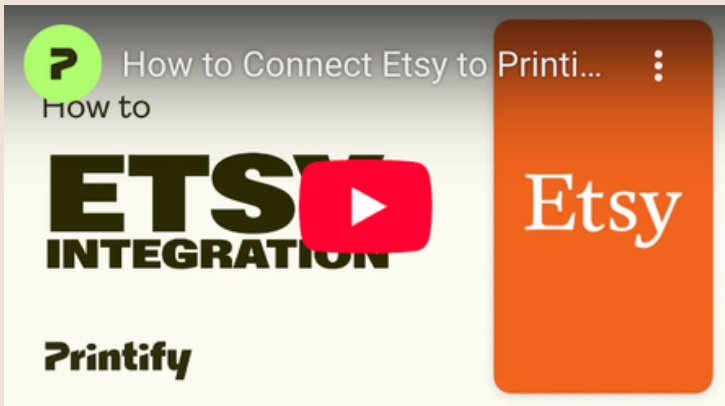 How to Connect Etsy to Printi...
How to
ETSY
INTEGRATION
Etsy
Printify